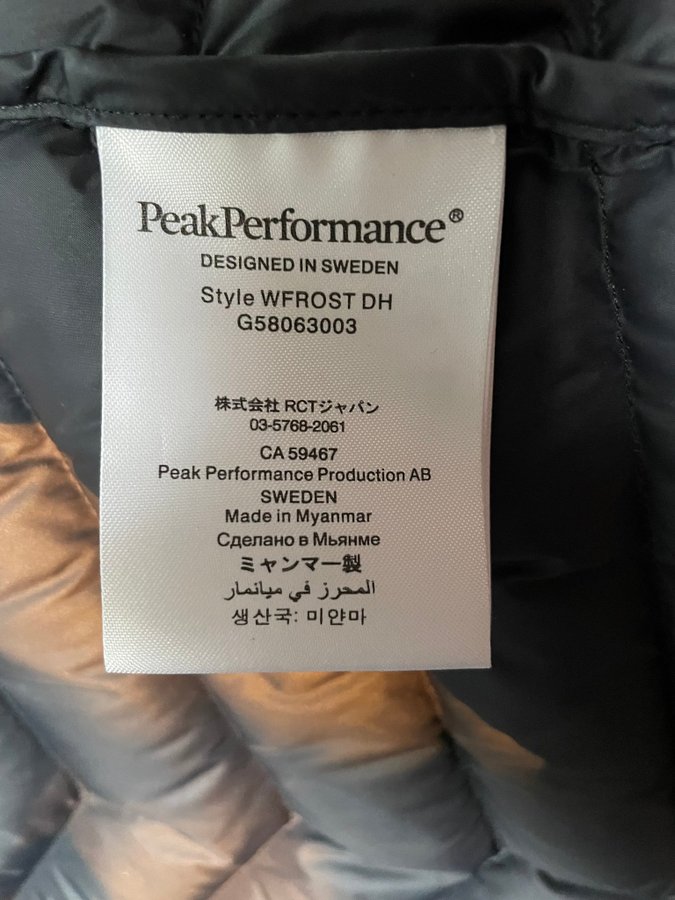 PeakPerformance®
DESIGNED IN SWEDEN
Style WFROST DH
G58063003
株式会社 RCTジャパン
03-5768-2061
CA 59467
Peak Performance Production AB
SWEDEN
Made in Myanmar
Сделано в Мьянме
ミャンマー製
المحرز في ميانمار
생산국: 미얀마